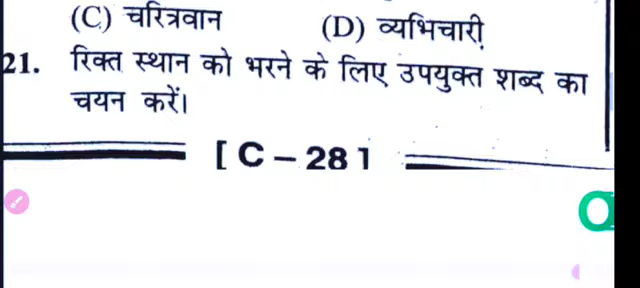 (C) चरित्रवान (D) व्यभिचारी
21. रिक्त स्थान को भरने के लिए उपयुक्त शब्द का
चयन करें।
[ C – 28 ]